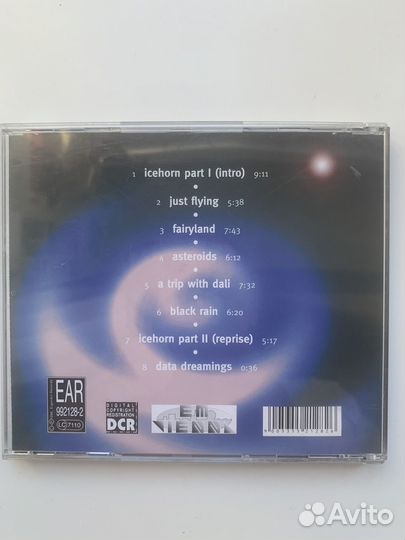 1 icehorn part I (intro) 9:11
2 just flying 5:38
3 fairyland 7:43
4 asteroids 6:12
5 a trip with dali 7:32
6 black rain 6:20
7 icehorn part II (reprise) 5:17
8 data dreamings 0:36
EAR
992128-2
LC 7110
DIGITAL
COPYRIGHT
REGISTRATION
DCR
EM
VIENNA
Avito